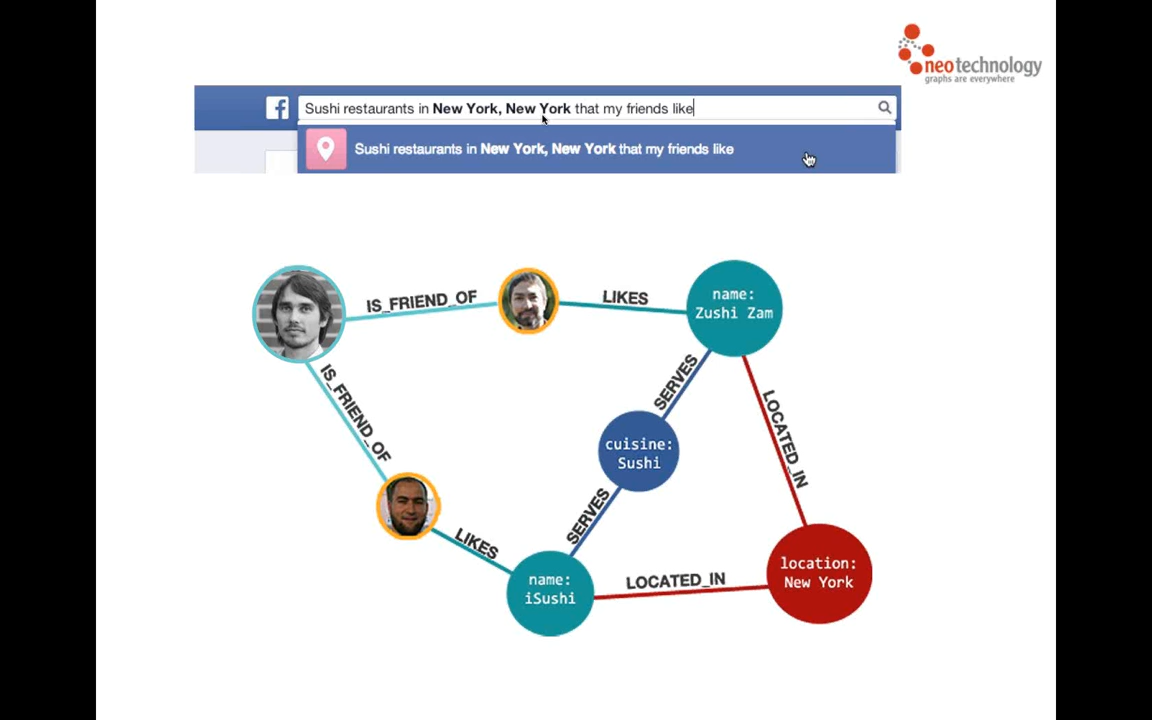 neotechnology
graphs are everywhere
f
Sushi restaurants in New York, New York that my friends like
Sushi restaurants in New York, New York that my friends like
IS_FRIEND_OF
LIKES
name:
Zushi Zam
IS_FRIEND_OF
SERVES
LOCATED_IN
cuisine:
Sushi
SERVES
LIKES
name:
iSushi
LOCATED_IN
location:
New York